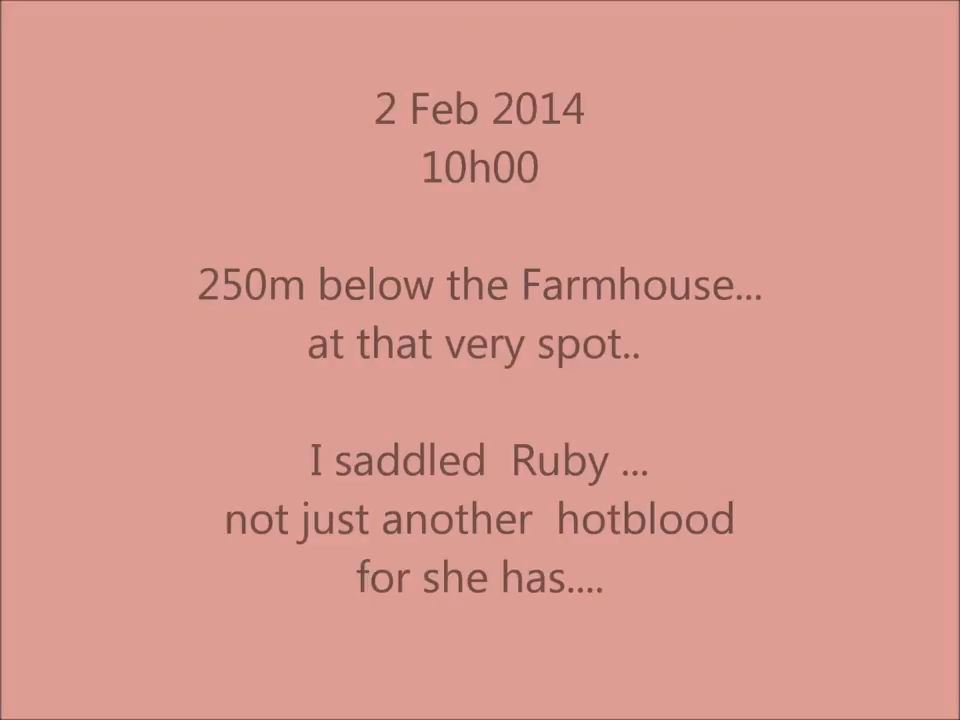 2 Feb 2014
10h00
250m below the Farmhouse...
at that very spot..
I saddled  Ruby ...
not just another  hotblood
for she has....